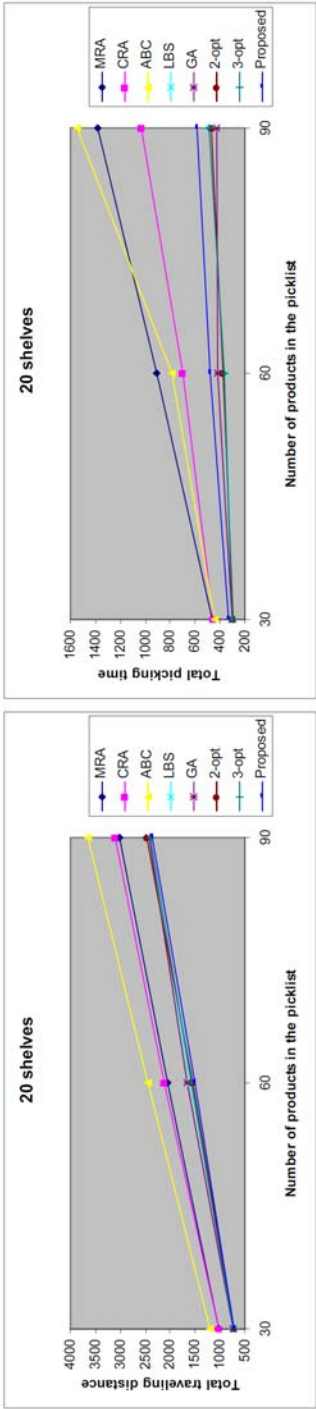 20 shelves
Total traveling distance
4000
3500
3000
2500
2000
1500
1000
500
30
60
90
Number of products in the picklist
MRA
CRA
ABC
LBS
GA
2-opt
3-opt
Proposed
20 shelves
Total picking time
1600
1400
1200
1000
800
600
400
200
30
60
90
Number of products in the picklist
MRA
CRA
ABC
LBS
GA
2-opt
3-opt
Proposed